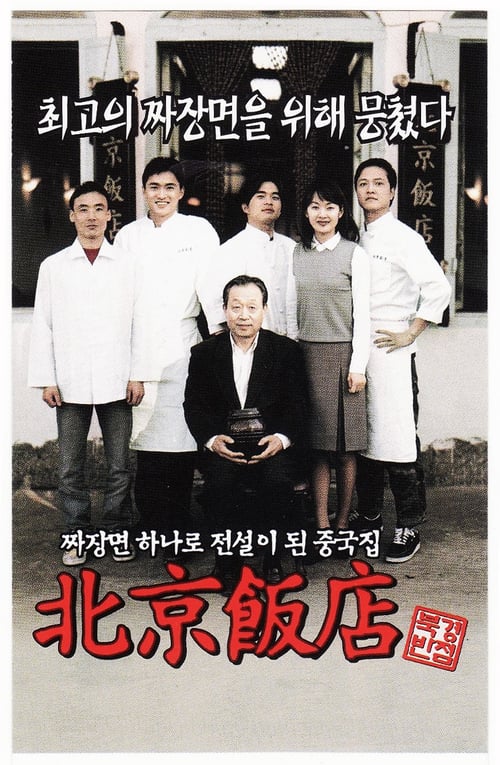 최고의 짜장면을 위해 뭉쳤다
京飯店
京飯店
짜장면 하나로 전설이 된 중국집
北京飯店
북경
반점